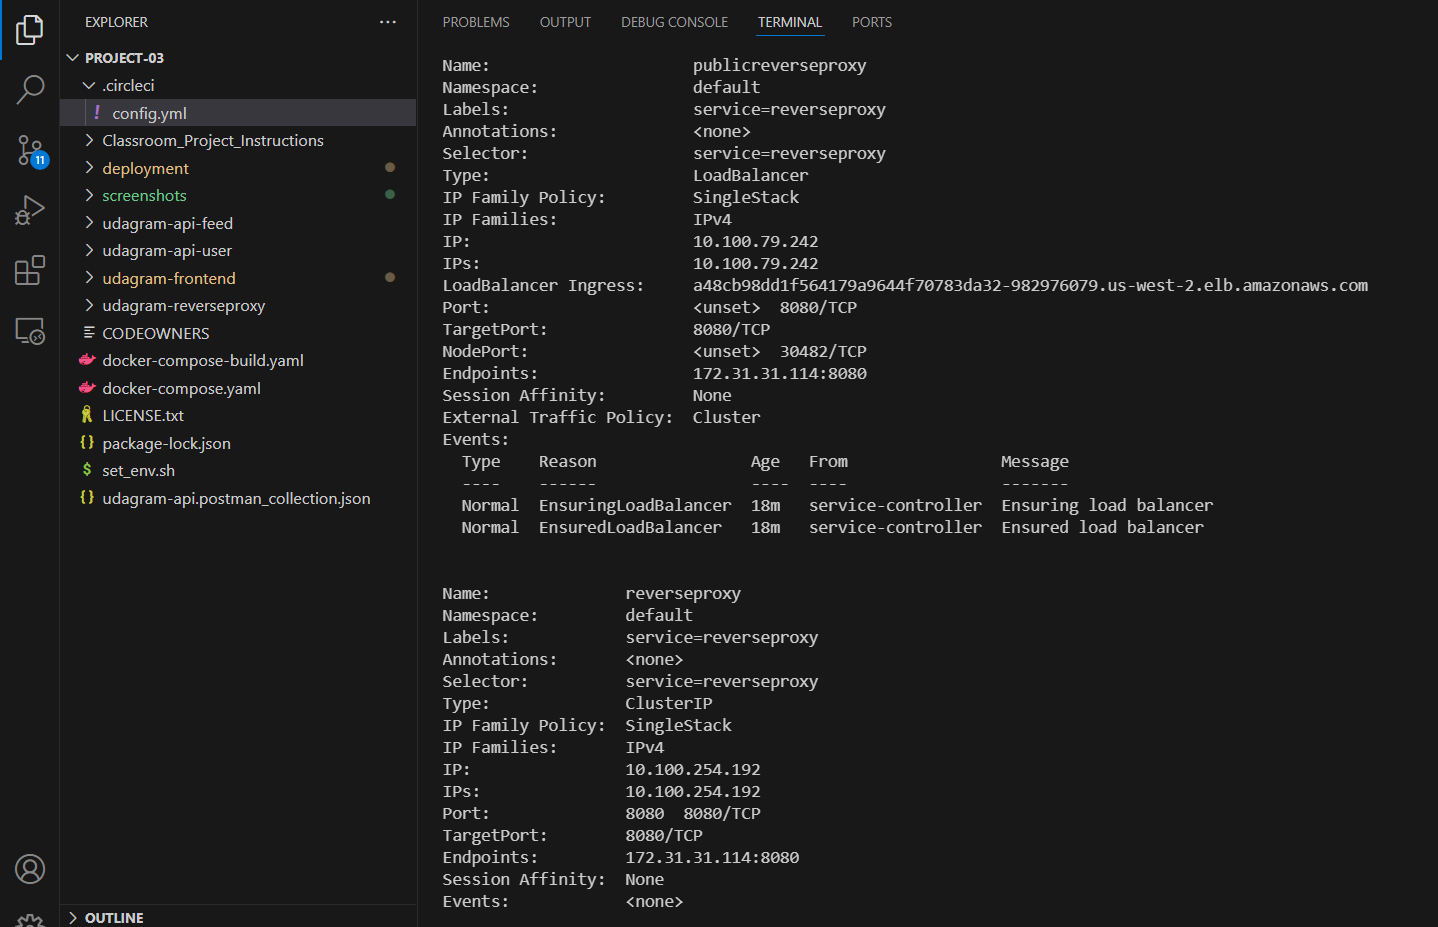 EXPLORER
PROJECT-03
.circleci
! config.yml
Classroom_Project_Instructions
deployment
screenshots
udagram-api-feed
udagram-api-user
udagram-frontend
udagram-reverseproxy
CODEOWNERS
docker-compose-build.yaml
docker-compose.yaml
LICENSE.txt
{} package-lock.json
$ set_env.sh
{} udagram-api.postman_collection.json
OUTLINE
11
PROBLEMS OUTPUT DEBUG CONSOLE TERMINAL PORTS
Name: publicreverseproxy
Namespace: default
Labels: service=reverseproxy
Annotations: <none>
Selector: service=reverseproxy
Type: LoadBalancer
IP Family Policy: SingleStack
IP Families: IPv4
IP: 10.100.79.242
IPs: 10.100.79.242
LoadBalancer Ingress: a48cb98dd1f564179a9644f70783da32-982976079.us-west-2.elb.amazonaws.com
Port: <unset> 8080/TCP
TargetPort: 8080/TCP
NodePort: <unset> 30482/TCP
Endpoints: 172.31.31.114:8080
Session Affinity: None
External Traffic Policy: Cluster
Events:
Type Reason Age From Message
---- ------ ---- ---- -------
Normal EnsuringLoadBalancer 18m service-controller Ensuring load balancer
Normal EnsuredLoadBalancer 18m service-controller Ensured load balancer
Name: reverseproxy
Namespace: default
Labels: service=reverseproxy
Annotations: <none>
Selector: service=reverseproxy
Type: ClusterIP
IP Family Policy: SingleStack
IP Families: IPv4
IP: 10.100.254.192
IPs: 10.100.254.192
Port: 8080 8080/TCP
TargetPort: 8080/TCP
Endpoints: 172.31.31.114:8080
Session Affinity: None
Events: <none>